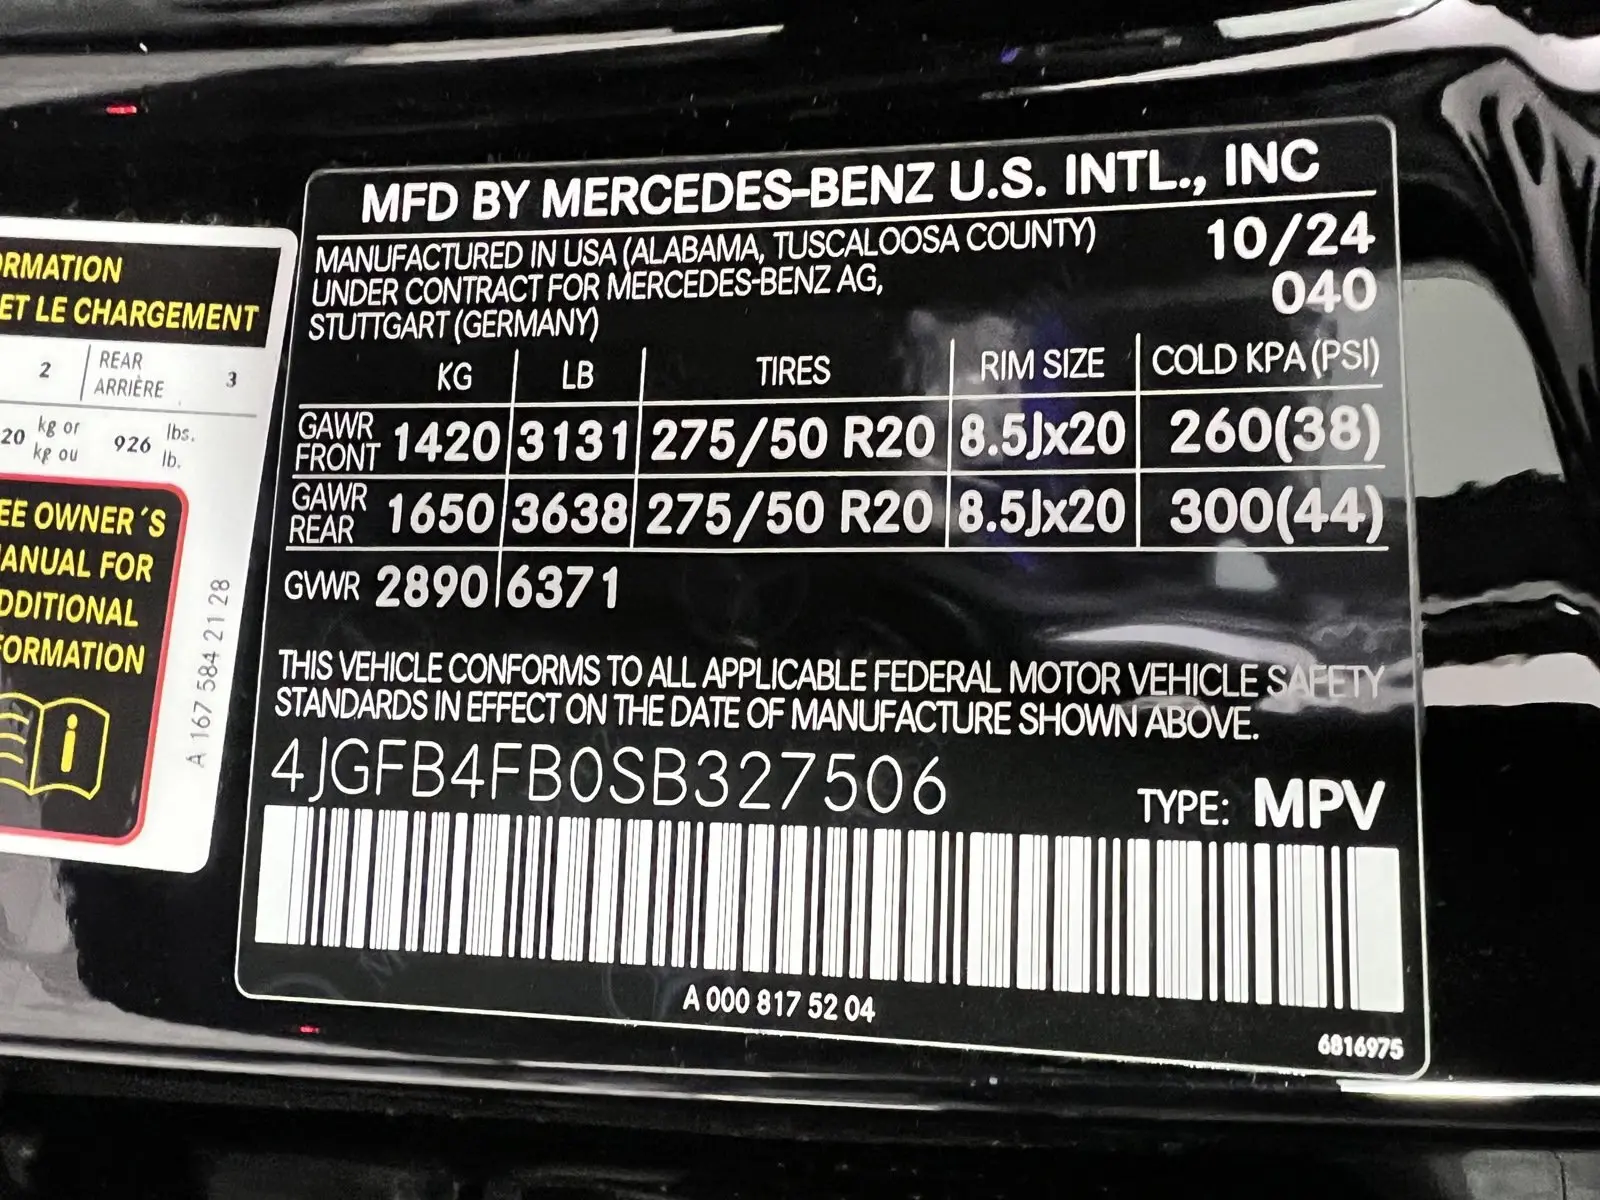 RMATION
ET LE CHARGEMENT
2 REAR ARRIÈRE 3
20 kg or kg ou 926 lbs. lb.
EE OWNER´S
ANUAL FOR
DDITIONAL
FORMATION
A 167 584 21 28
MFD BY MERCEDES-BENZ U.S. INTL., INC
MANUFACTURED IN USA (ALABAMA, TUSCALOOSA COUNTY) 10/24
UNDER CONTRACT FOR MERCEDES-BENZ AG, 040
STUTTGART (GERMANY)
KG LB TIRES RIM SIZE COLD KPA (PSI)
GAWR FRONT 1420 3131 275/50 R20 8.5Jx20 260(38)
GAWR REAR 1650 3638 275/50 R20 8.5Jx20 300(44)
GVWR 2890 6371
THIS VEHICLE CONFORMS TO ALL APPLICABLE FEDERAL MOTOR VEHICLE SAFETY
STANDARDS IN EFFECT ON THE DATE OF MANUFACTURE SHOWN ABOVE.
4JGFB4FB0SB327506 TYPE: MPV
A 000 817 52 04
6816975